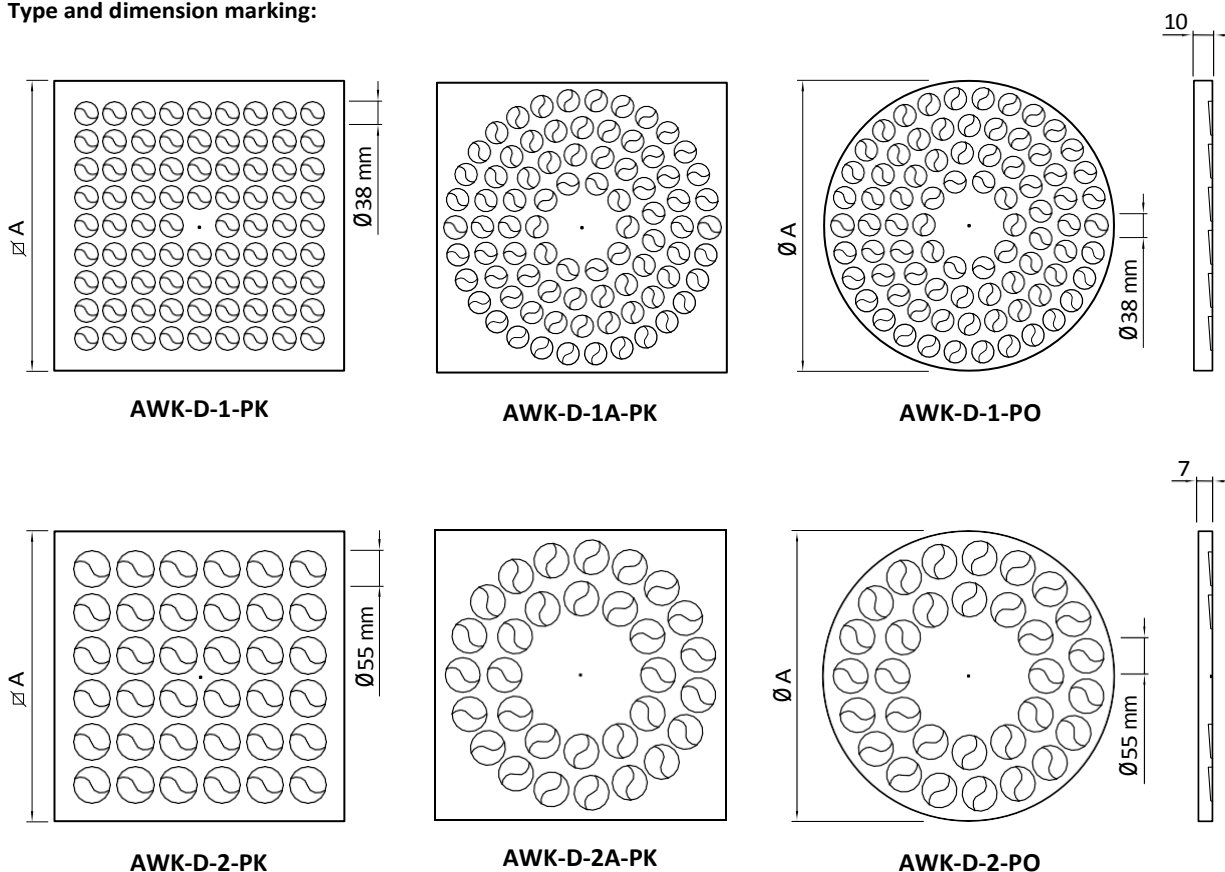 Type and dimension marking:
10
⌀ A
Ø38 mm
Ø A
Ø38 mm
AWK-D-1-PK
AWK-D-1A-PK
AWK-D-1-PO
7
⌀ A
Ø55 mm
Ø A
Ø55 mm
AWK-D-2-PK
AWK-D-2A-PK
AWK-D-2-PO